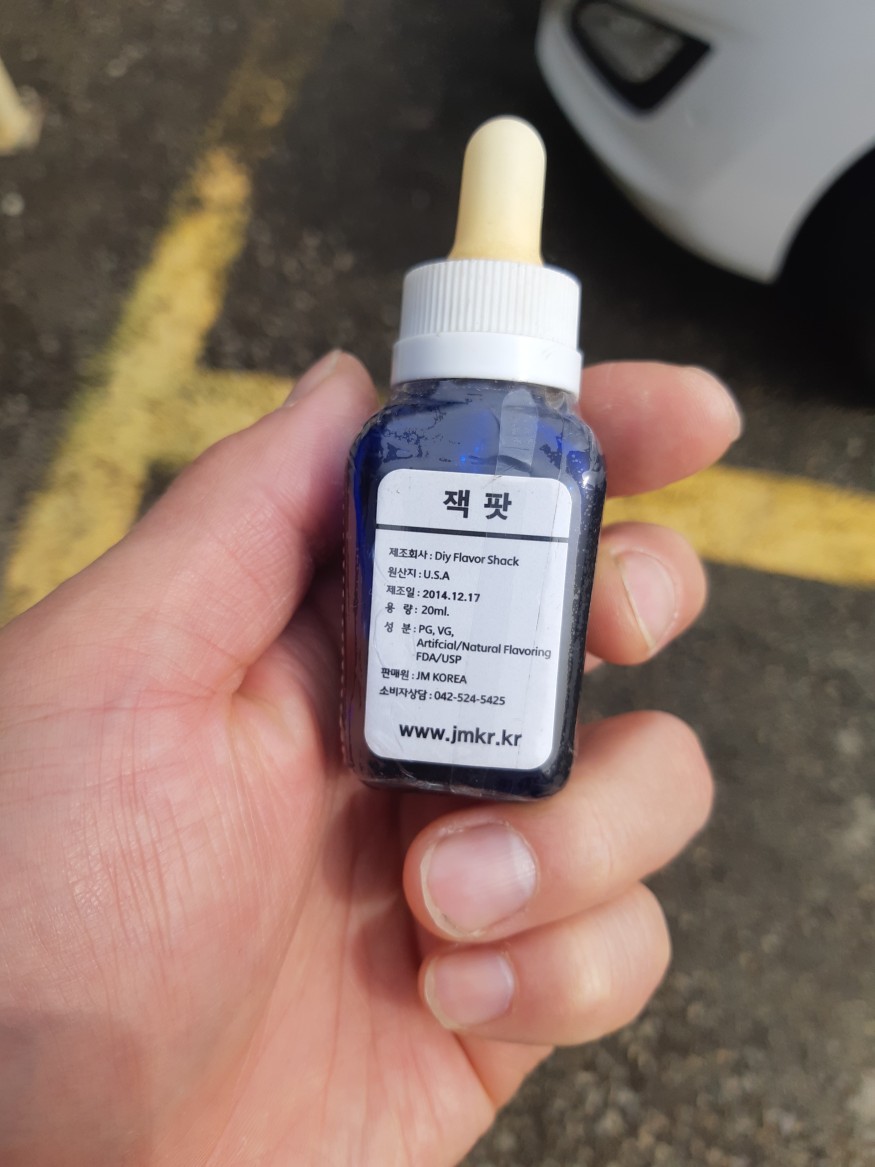 잭 팟
제조회사 : Diy Flavor Shack
원산지 : U.S.A
제조일 : 2014.12.17
용 량 : 20ml.
성 분 : PG, VG,
Artifcial/Natural Flavoring
FDA/USP
판매원 : JM KOREA
소비자상담 : 042-524-5425
www.jmkr.kr